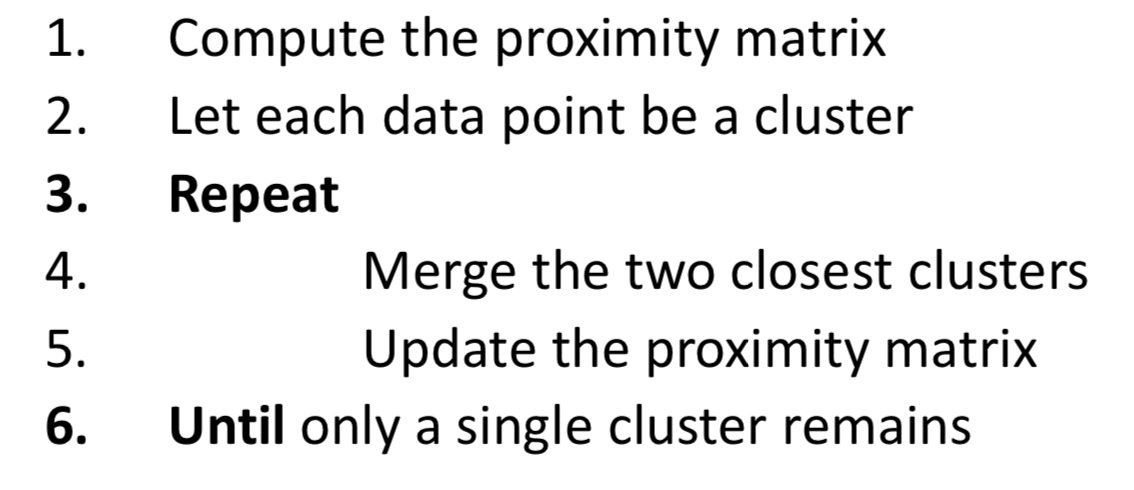 1. Compute the proximity matrix
2. Let each data point be a cluster
3. Repeat
4. Merge the two closest clusters
5. Update the proximity matrix
6. Until only a single cluster remains